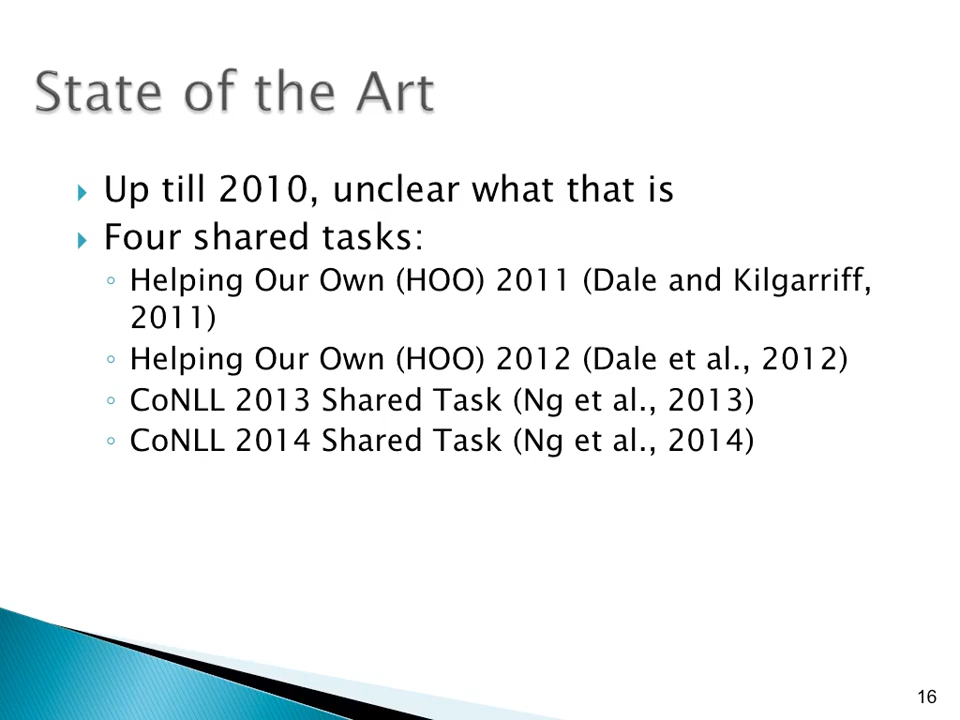 State of the Art
Up till 2010, unclear what that is
Four shared tasks:
Helping Our Own (HOO) 2011 (Dale and Kilgarriff,
2011)
Helping Our Own (HOO) 2012 (Dale et al., 2012)
CoNLL 2013 Shared Task (Ng et al., 2013)
CoNLL 2014 Shared Task (Ng et al., 2014)
16